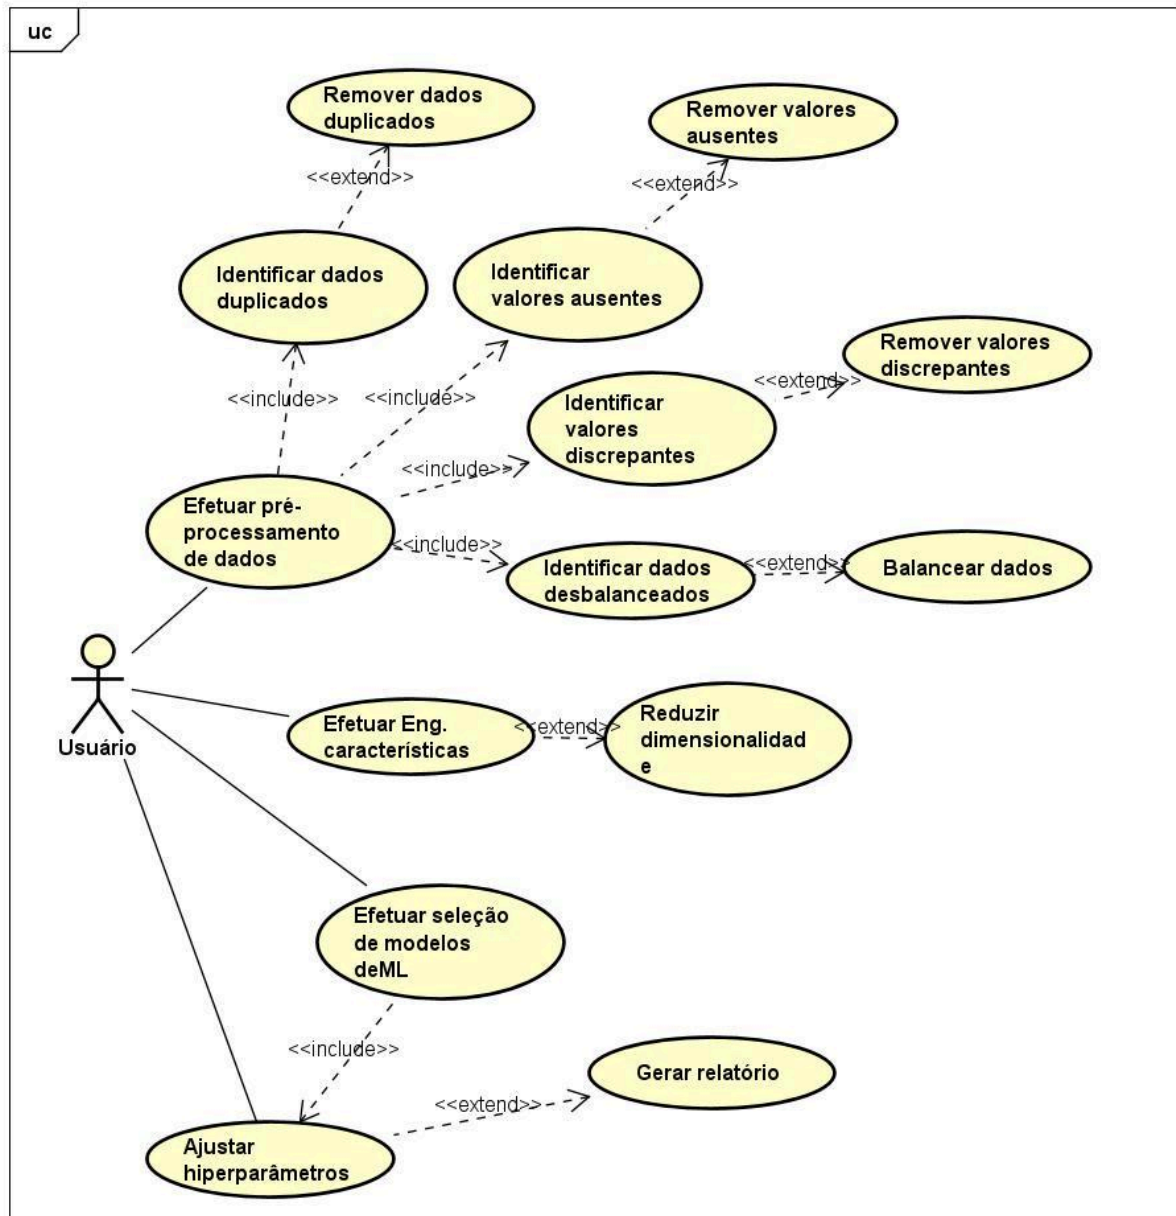 uc
Remover dados
duplicados
Remover valores
ausentes
<<extend>>
<<extend>>
Identificar dados
duplicados
Identificar
valores ausentes
Remover valores
discrepantes
<<extend>>
<<include>>
<<include>>
Identificar
valores
discrepantes
<<include>>
Efetuar pré-
processamento
de dados
<<include>>
Identificar dados
desbalanceados
<<extend>>
Balancear dados
Usuário
Efetuar Eng.
características
<<extend>>
Reduzir
dimensionalidad
e
Efetuar seleção
de modelos
deML
<<include>>
Gerar relatório
<<extend>>
Ajustar
hiperparâmetros